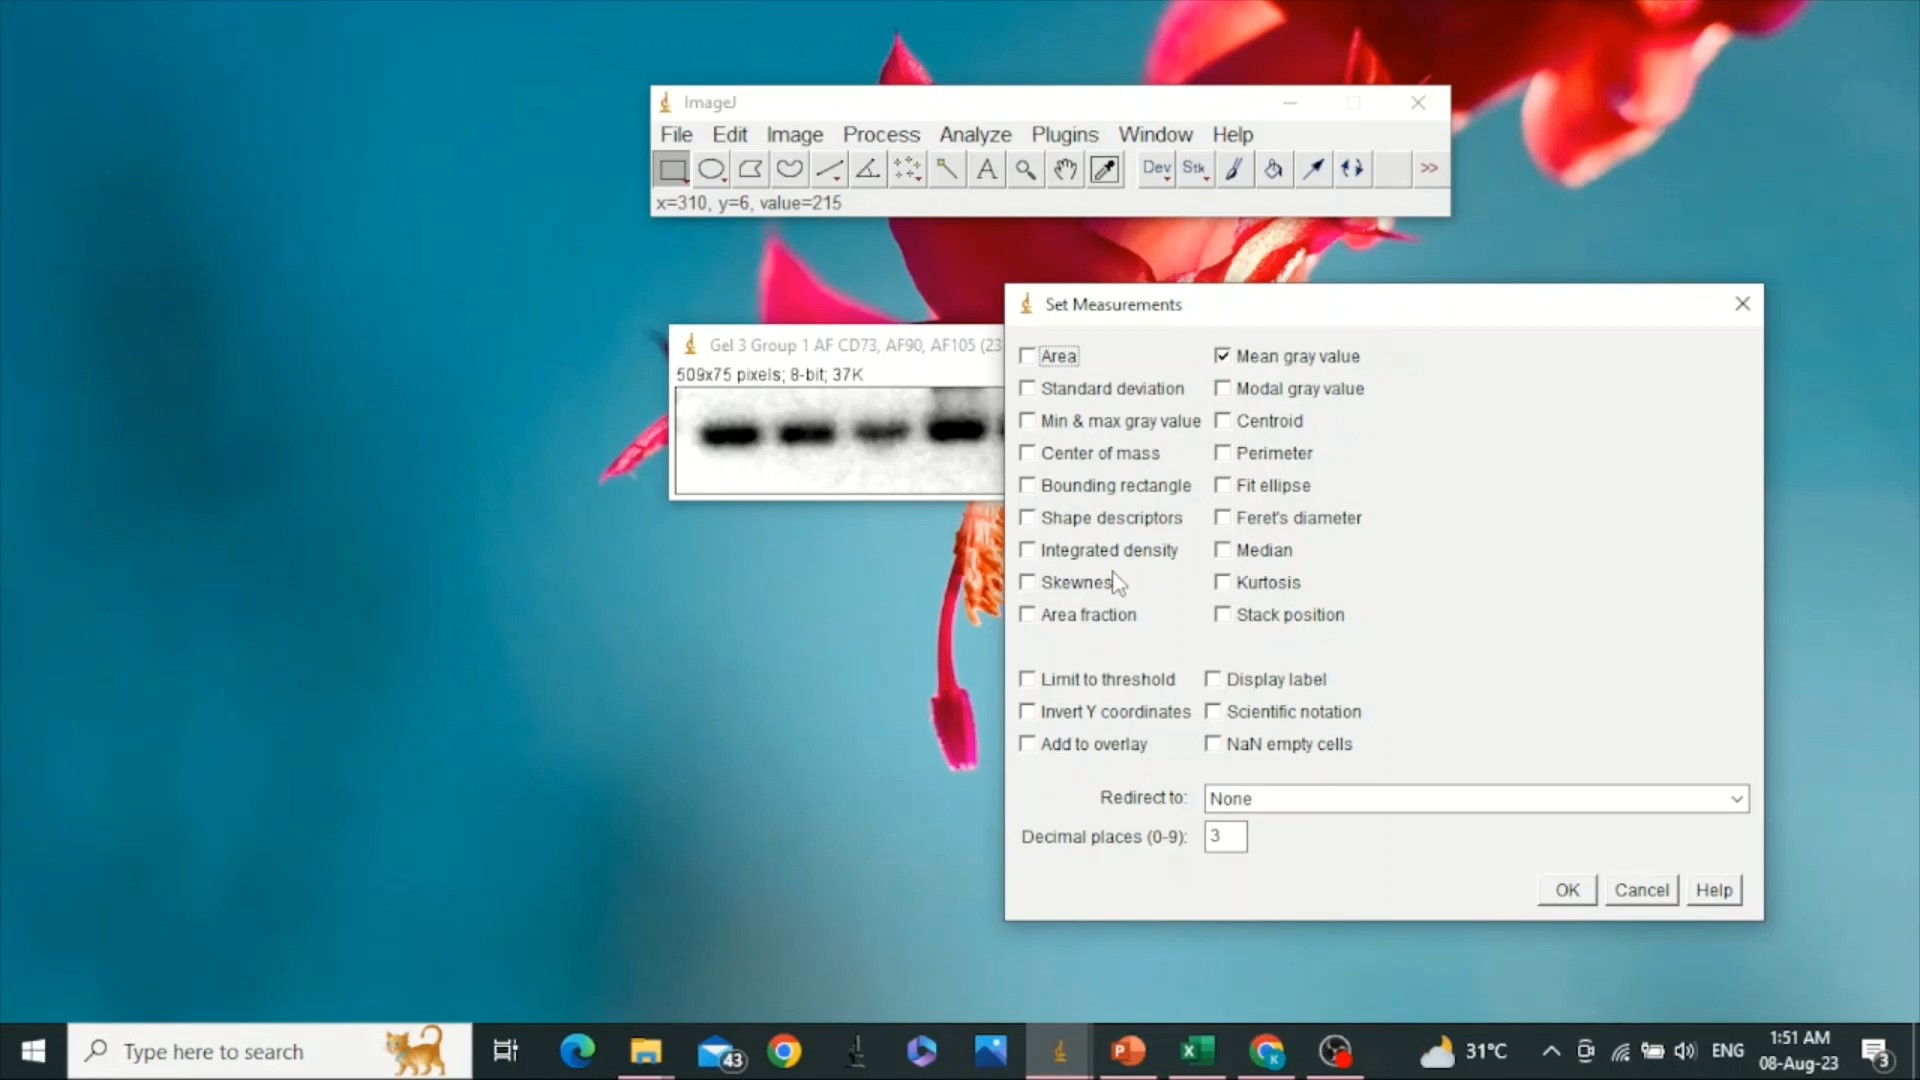 ImageJ
File Edit Image Process Analyze Plugins Window Help
A Dev Stk >>
x=310, y=6, value=215
Set Measurements
Gel 3 Group 1 AF CD73, AF90, AF105 (23
509x75 pixels; 8-bit; 37K
Area Mean gray value
Standard deviation Modal gray value
Min & max gray value Centroid
Center of mass Perimeter
Bounding rectangle Fit ellipse
Shape descriptors Feret's diameter
Integrated density Median
Skewnes Kurtosis
Area fraction Stack position
Limit to threshold Display label
Invert Y coordinates Scientific notation
Add to overlay NaN empty cells
Redirect to: None
Decimal places (0-9): 3
OK Cancel Help
Type here to search 43 P X K 31°C ENG 1:51 AM
08-Aug-23 3